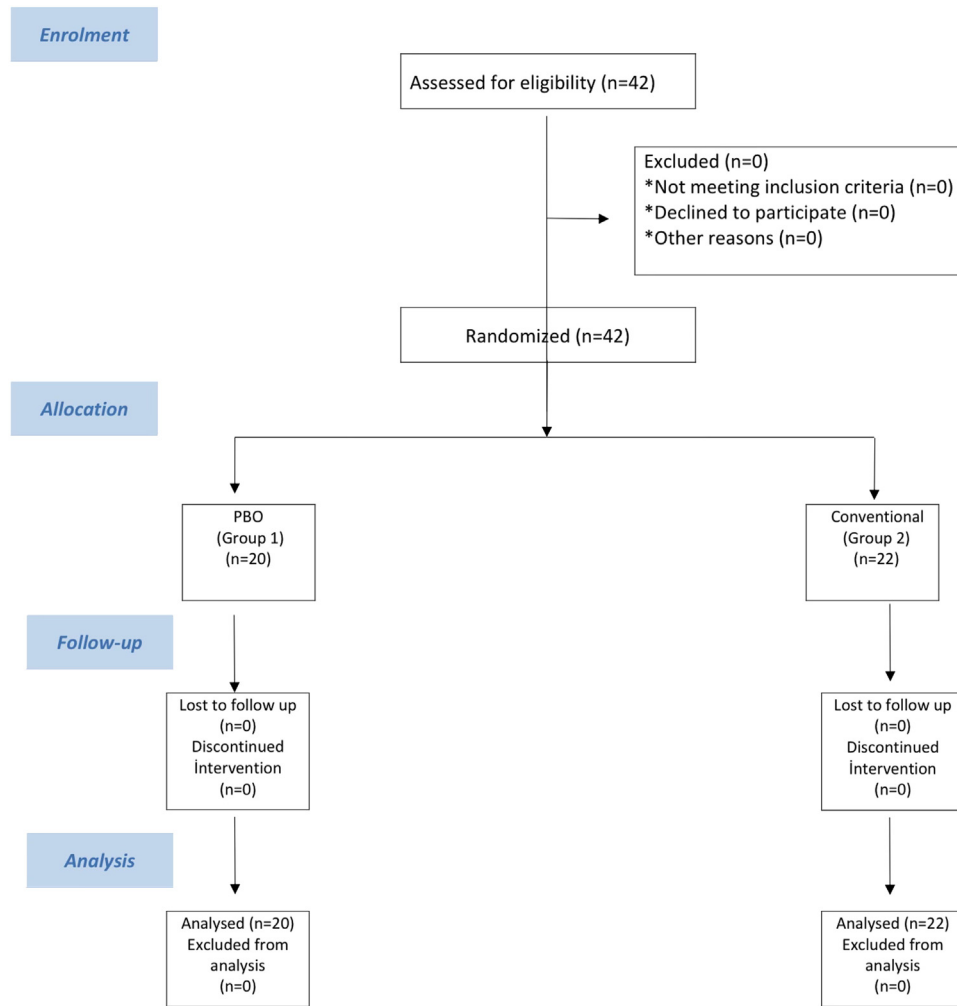 Enrolment
Assessed for eligibility (n=42)
Excluded (n=0)
*Not meeting inclusion criteria (n=0)
*Declined to participate (n=0)
*Other reasons (n=0)
Randomized (n=42)
Allocation
PBO
(Group 1)
(n=20)
Conventional
(Group 2)
(n=22)
Follow-up
Lost to follow up
(n=0)
Discontinued
İntervention
(n=0)
Lost to follow up
(n=0)
Discontinued
İntervention
(n=0)
Analysis
Analysed (n=20)
Excluded from
analysis
(n=0)
Analysed (n=22)
Excluded from
analysis
(n=0)